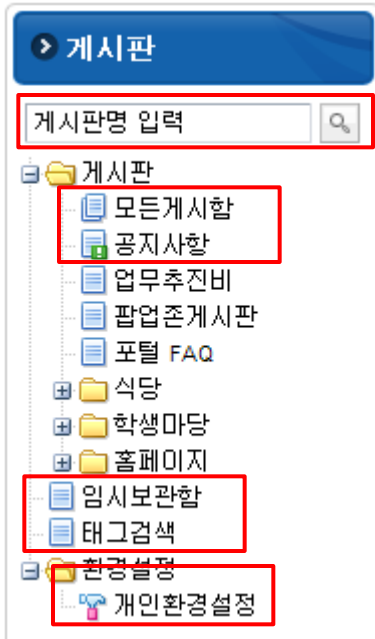 게시판
게시판명 입력
게시판
모든게시함
공지사항
업무추진비
팝업존게시판
포털 FAQ
식당
학생마당
홈페이지
임시보관함
태그검색
환경설정
개인환경설정